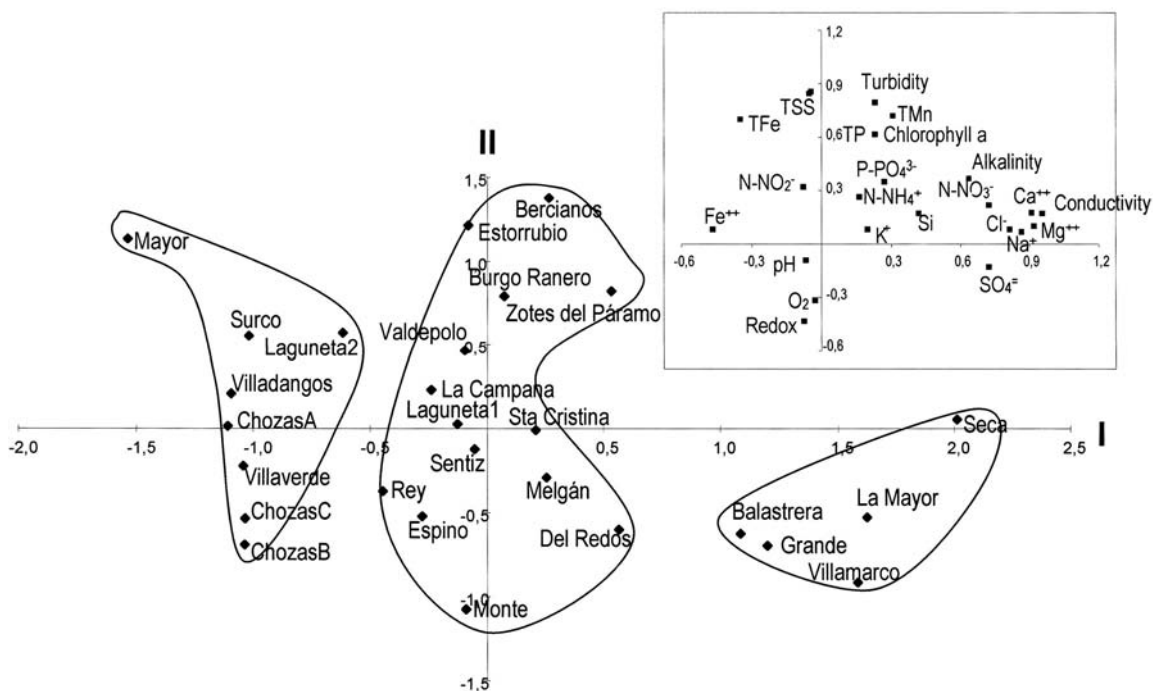 1,2
0,9
Turbidity
TSS
TMn
TFe
0,6
TP
Chlorophyll a
P-PO₄³⁻
Alkalinity
N-NO₂⁻
0,3
N-NH₄⁺
N-NO₃⁻
Ca⁺⁺
Conductivity
Fe⁺⁺
K⁺
Si
Cl⁻
Na⁺
Mg⁺⁺
-0,6
-0,3
0,3
0,6
0,9
1,2
pH
SO₄⁼
-0,3
O₂
Redox
-0,6
II
1,5
Mayor
Bercianos
Estorrubio
1,0
Burgo Ranero
Zotes del Páramo
Surco
Laguneta2
Valdepolo
0,5
Villadangos
La Campana
ChozasA
Laguneta1
Sta Cristina
Seca
I
-2,0
-1,5
-1,0
-0,5
0,5
1,0
1,5
2,0
2,5
Villaverde
Sentiz
Rey
Melgán
ChozasC
Espino
-0,5
Del Redos
Balastrera
La Mayor
ChozasB
Grande
Villamarco
-1,0
Monte
-1,5